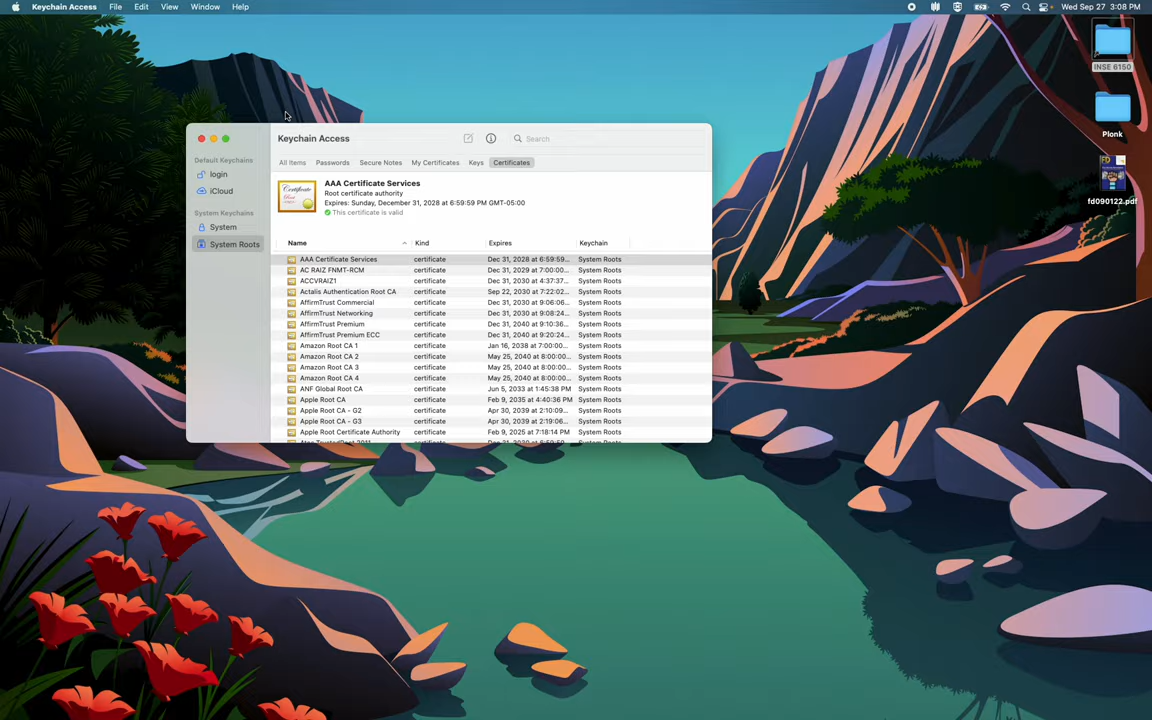 Keychain Access File Edit View Window Help Wed Sep 27 3:08 PM
INSE 6150
Plonk
FD
fd090122.pdf
Keychain Access Search
Default Keychains
login
iCloud
System Keychains
System
System Roots
All Items Passwords Secure Notes My Certificates Keys Certificates
Certificate
Root
AAA Certificate Services
Root certificate authority
Expires: Sunday, December 31, 2028 at 6:59:59 PM GMT-05:00
This certificate is valid
Name Kind Expires Keychain
AAA Certificate Services certificate Dec 31, 2028 at 6:59:59... System Roots
AC RAIZ FNMT-RCM certificate Dec 31, 2029 at 7:00:00... System Roots
ACCVRAIZ1 certificate Dec 31, 2030 at 4:37:37... System Roots
Actalis Authentication Root CA certificate Sep 22, 2030 at 7:22:02... System Roots
AffirmTrust Commercial certificate Dec 31, 2030 at 9:06:06... System Roots
AffirmTrust Networking certificate Dec 31, 2030 at 9:08:24... System Roots
AffirmTrust Premium certificate Dec 31, 2040 at 9:10:36... System Roots
AffirmTrust Premium ECC certificate Dec 31, 2040 at 9:20:24... System Roots
Amazon Root CA 1 certificate Jan 16, 2038 at 7:00:00... System Roots
Amazon Root CA 2 certificate May 25, 2040 at 8:00:00... System Roots
Amazon Root CA 3 certificate May 25, 2040 at 8:00:00... System Roots
Amazon Root CA 4 certificate May 25, 2040 at 8:00:00... System Roots
ANF Global Root CA certificate Jun 5, 2033 at 1:45:38 PM System Roots
Apple Root CA certificate Feb 9, 2035 at 4:40:36 PM System Roots
Apple Root CA - G2 certificate Apr 30, 2039 at 2:10:09... System Roots
Apple Root CA - G3 certificate Apr 30, 2039 at 2:19:06... System Roots
Apple Root Certificate Authority certificate Feb 9, 2025 at 7:18:14 PM System Roots